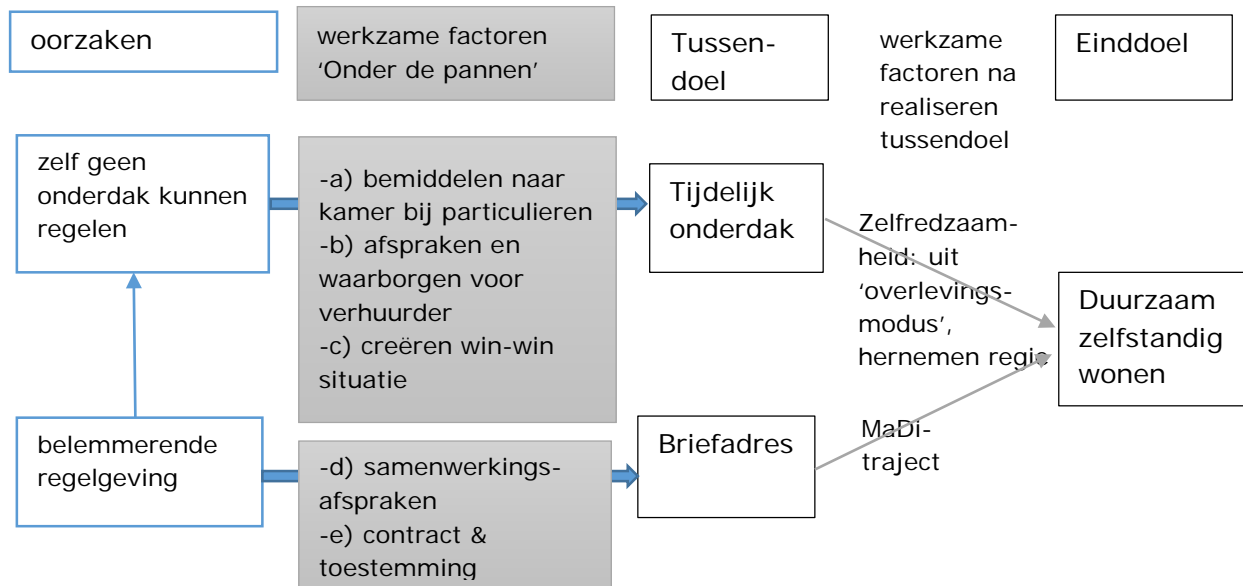 oorzaken
werkzame factoren
‘Onder de pannen’
Tussen-
doel
werkzame
factoren na
realiseren
tussendoel
Einddoel
zelf geen
onderdak kunnen
regelen
-a) bemiddelen naar
kamer bij particulieren
-b) afspraken en
waarborgen voor
verhuurder
-c) creëren win-win
situatie
Tijdelijk
onderdak
Zelfredzaam-
heid: uit
‘overlevings-
modus’,
hernemen regie
Duurzaam
zelfstandig
wonen
belemmerende
regelgeving
-d) samenwerkings-
afspraken
-e) contract &
toestemming
Briefadres
MaDi-
traject